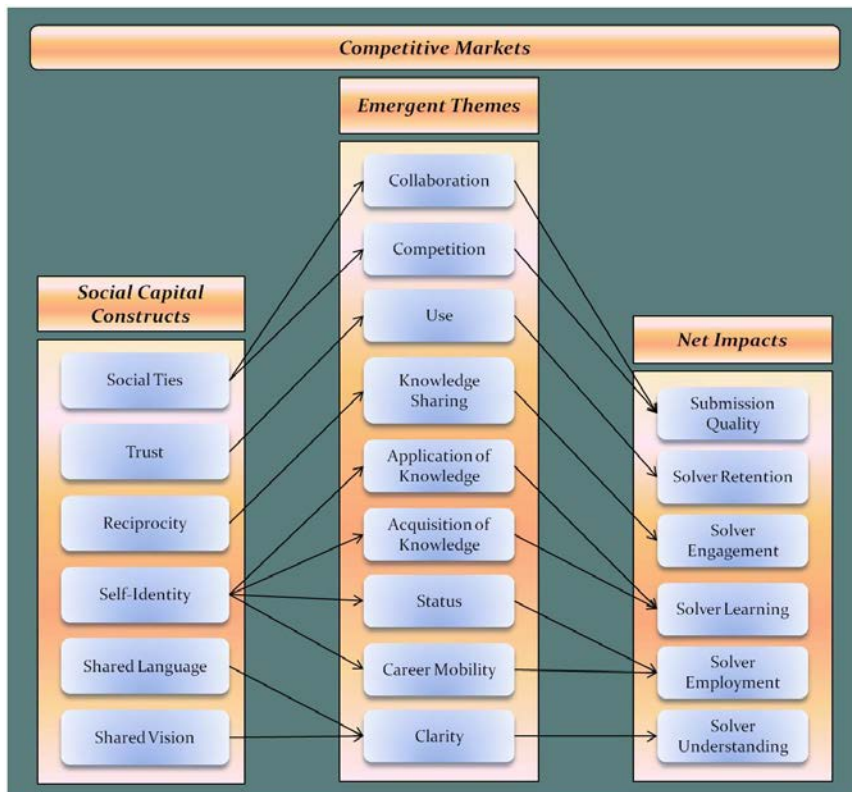 Competitive Markets
Emergent Themes
Collaboration
Competition
Use
Knowledge
Sharing
Application of
Knowledge
Acquisition of
Knowledge
Status
Career Mobility
Clarity
Social Capital
Constructs
Social Ties
Trust
Reciprocity
Self-Identity
Shared Language
Shared Vision
Net Impacts
Submission
Quality
Solver Retention
Solver
Engagement
Solver Learning
Solver
Employment
Solver
Understanding